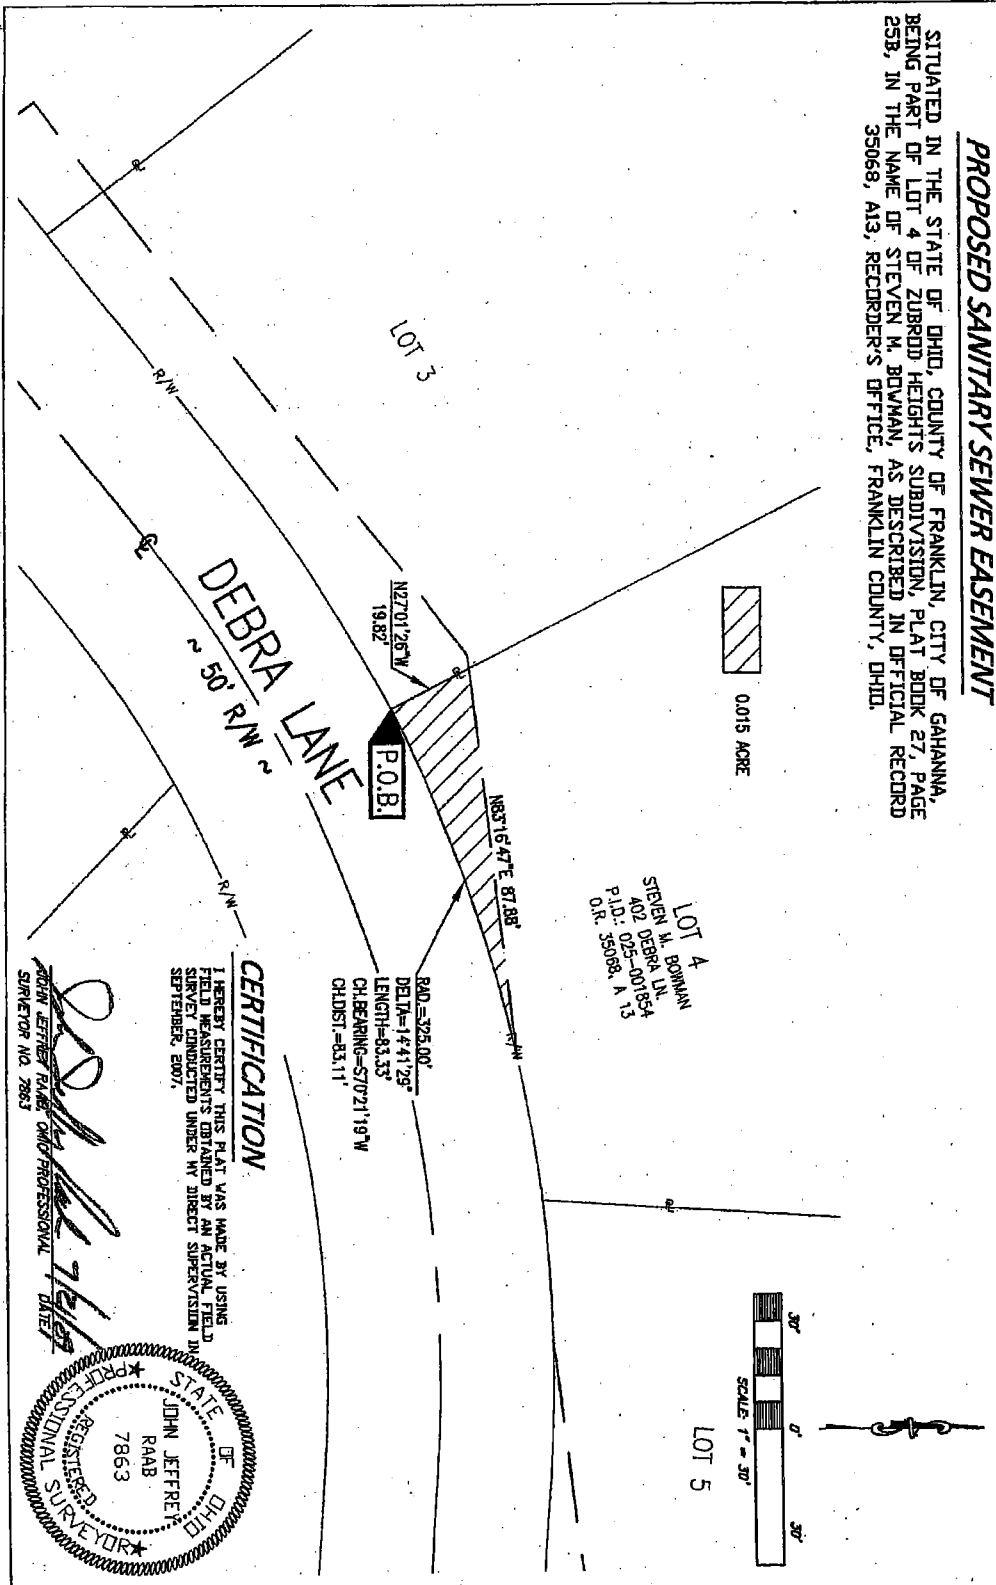 PROPOSED SANITARY SEWER EASEMENT
SITUATED IN THE STATE OF OHIO, COUNTY OF FRANKLIN, CITY OF GAHANNA,
BEING PART OF LOT 4 OF ZUBROD HEIGHTS SUBDIVISION, PLAT BOOK 27, PAGE
25B, IN THE NAME OF STEVEN M. BOWMAN, AS DESCRIBED IN OFFICIAL RECORD
35068, A13, RECORDER'S OFFICE, FRANKLIN COUNTY, OHIO.
0.015 ACRE
30'
0'
30'
SCALE: 1" = 30'
LOT 5
LOT 4
STEVEN M. BOWMAN
402 DEBRA LN.
P.I.D.: 025-001854
O.R. 35068, A 13
LOT 3
N27°01'26"W
19.82'
N83°16'47"E 87.88'
P.O.B.
R/W
R/W
R/W
DEBRA LANE
~ 50' R/W ~
RAD.=325.00'
DELTA=14°41'29"
LENGTH=83.33'
CH.BEARING=S70°21'19"W
CH.DIST.=83.11'
CERTIFICATION
I HEREBY CERTIFY THIS PLAT WAS MADE BY USING
FIELD MEASUREMENTS OBTAINED BY AN ACTUAL FIELD
SURVEY CONDUCTED UNDER MY DIRECT SUPERVISION IN
SEPTEMBER, 2007.
JOHN JEFFREY RAAB, OHIO PROFESSIONAL DATE
SURVEYOR NO. 7863
STATE OF OHIO
JOHN JEFFREY
RAAB
7863
REGISTERED
★PROFESSIONAL SURVEYOR★